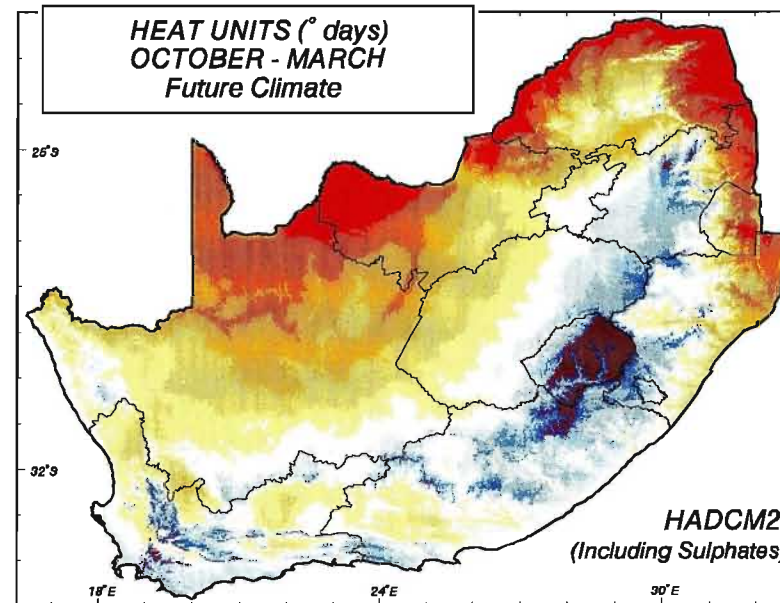 HEAT UNITS (° days)
OCTOBER - MARCH
Future Climate
25°S
32°S
HADCM2
(Including Sulphates)
18°E
24°E
30°E